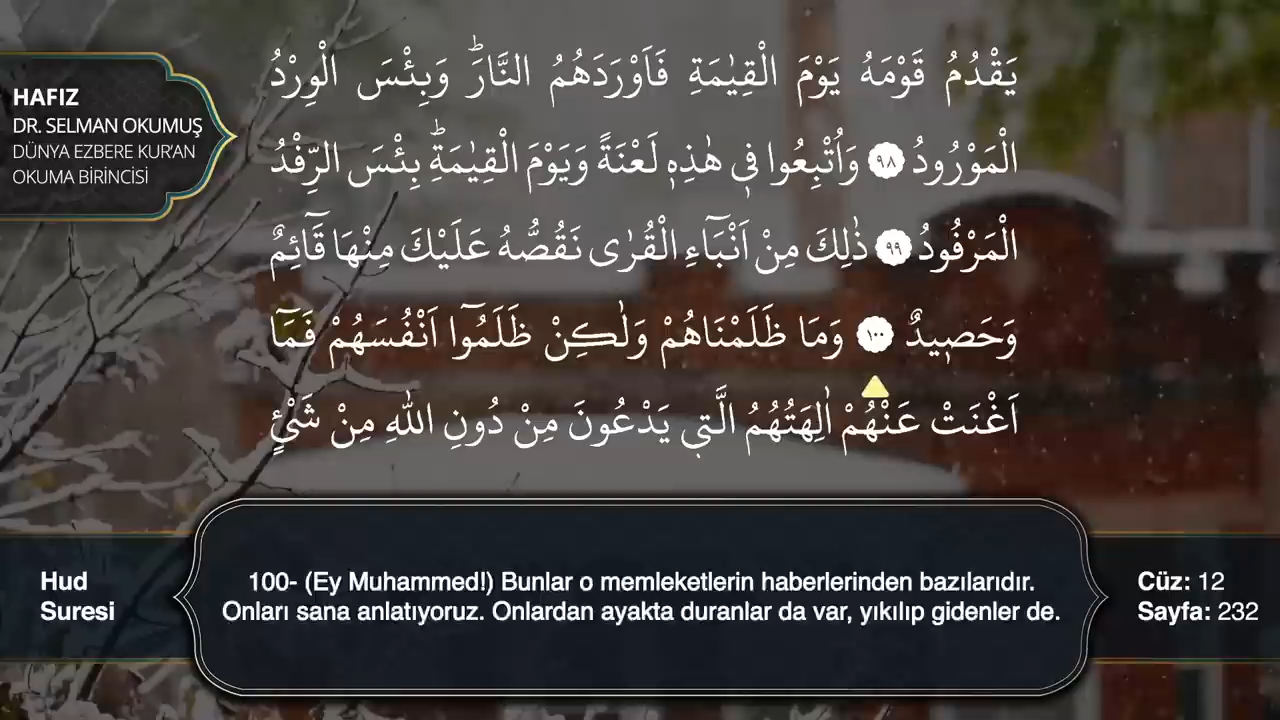 HAFIZ
DR. SELMAN OKUMUŞ
DÜNYA EZBERE KUR'AN
OKUMA BİRİNCİSİ
يَقْدُمُ قَوْمَهُ يَوْمَ الْقِيٰمَةِ فَاَوْرَدَهُمُ النَّارَۜ وَبِئْسَ الْوِرْدُ
الْمَوْرُودُ ﴿٩٨﴾ وَاُتْبِعُوا ف۪ي هٰذِه۪ لَعْنَةً وَيَوْمَ الْقِيٰمَةِۜ بِئْسَ الرِّفْدُ
الْمَرْفُودُ ﴿٩٩﴾ ذٰلِكَ مِنْ اَنْبَٓاءِ الْقُرٰى نَقُصُّهُ عَلَيْكَ مِنْهَا قَٓائِمٌ
وَحَص۪يدٌ ﴿١٠٠﴾ وَمَا ظَلَمْنَاهُمْ وَلٰكِنْ ظَلَمُٓوا اَنْفُسَهُمْ فَمَٓا
اَغْنَتْ عَنْهُمْ اٰلِهَتُهُمُ الَّت۪ي يَدْعُونَ مِنْ دُونِ اللّٰهِ مِنْ شَيْءٍ
Hud
Suresi
100- (Ey Muhammed!) Bunlar o memleketlerin haberlerinden bazılarıdır.
Onları sana anlatıyoruz. Onlardan ayakta duranlar da var, yıkılıp gidenler de.
Cüz: 12
Sayfa: 232